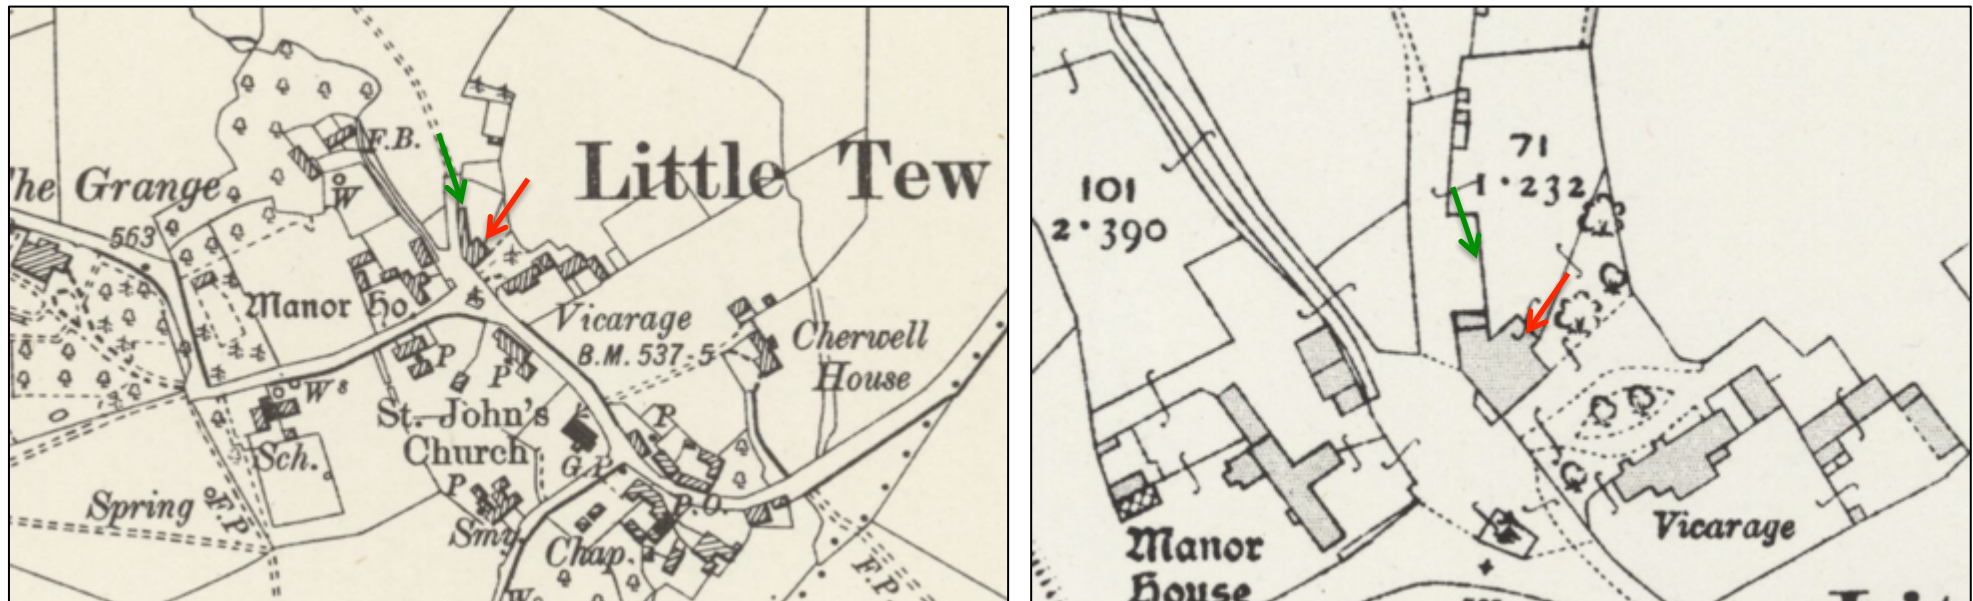 F.B.
Little Tew
The Grange
W
563
Manor Ho.
P
Vicarage
B.M. 537·5
Cherwell
House
P
P
Wˢ
St. John's
Church
P
Sch.
G.P.
P
Spring
F.P.
P.O.
Smy.
Chap.
F.P.
W
71
1·232
101
2·390
Manor
House
Vicarage